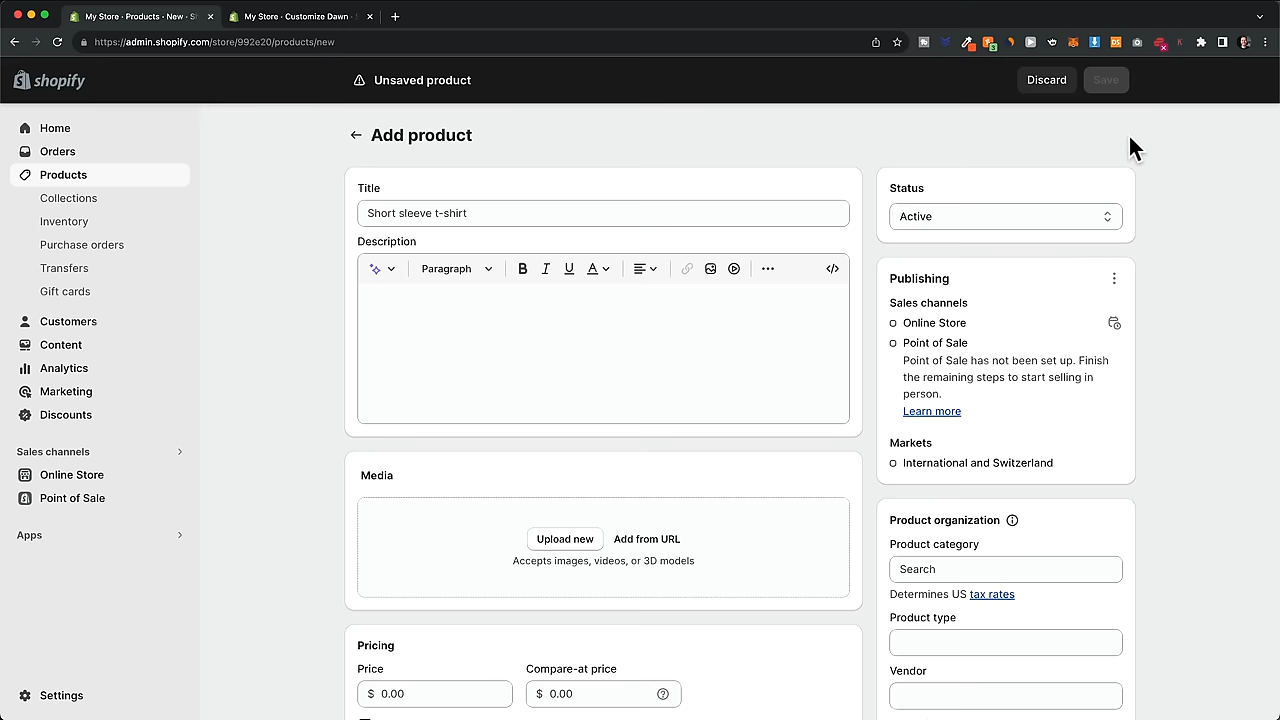 My Store · Products · New · S
My Store · Customize Dawn ·
https://admin.shopify.com/store/992e20/products/new
shopify
Unsaved product
Discard
Save
Home
Orders
Products
Collections
Inventory
Purchase orders
Transfers
Gift cards
Customers
Content
Analytics
Marketing
Discounts
Sales channels
Online Store
Point of Sale
Apps
Settings
Add product
Title
Short sleeve t-shirt
Description
Paragraph
B I U A
Media
Upload new
Add from URL
Accepts images, videos, or 3D models
Pricing
Price
Compare-at price
$ 0.00
$ 0.00
Status
Active
Publishing
Sales channels
Online Store
Point of Sale
Point of Sale has not been set up. Finish
the remaining steps to start selling in
person.
Learn more
Markets
International and Switzerland
Product organization
Product category
Search
Determines US tax rates
Product type
Vendor